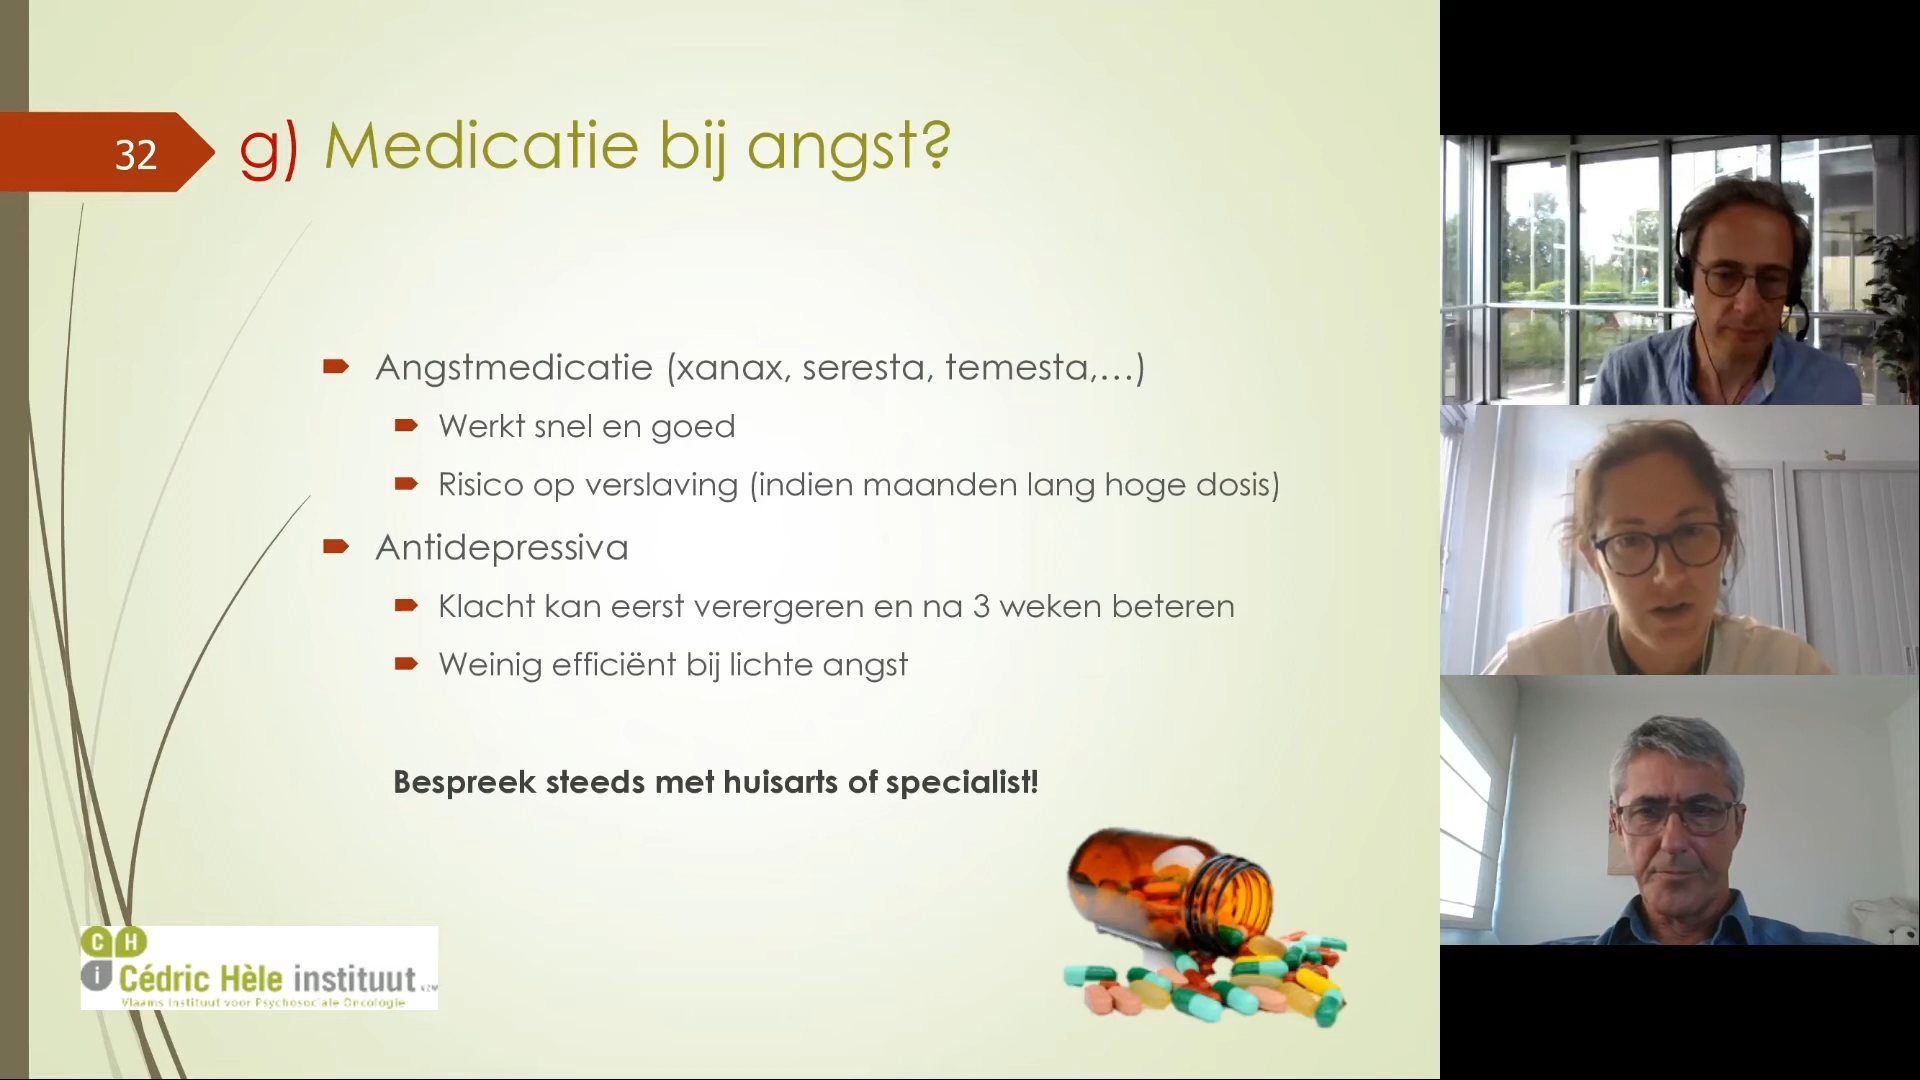 32
g) Medicatie bij angst?
Angstmedicatie (xanax, seresta, temesta,...)
Werkt snel en goed
Risico op verslaving (indien maanden lang hoge dosis)
Antidepressiva
Klacht kan eerst verergeren en na 3 weken beteren
Weinig efficiënt bij lichte angst
Bespreek steeds met huisarts of specialist!
C H
i Cédric Hèle instituut vzw
Vlaams Instituut voor Psychosociale Oncologie